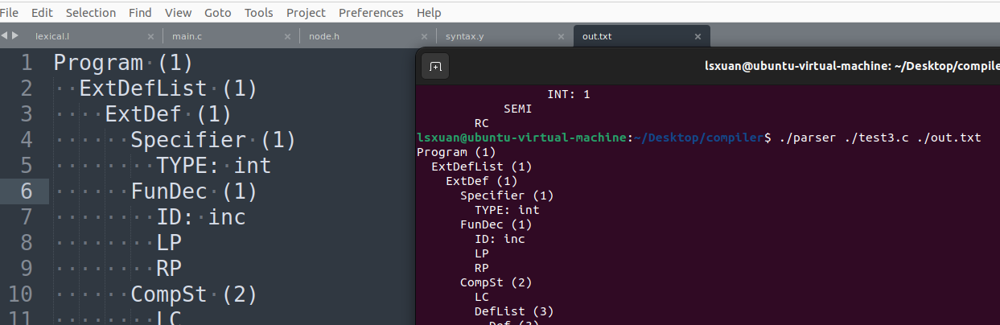 File Edit Selection Find View Goto Tools Project Preferences Help
lexical.l × main.c × node.h × syntax.y × out.txt ×
1 Program (1)
2 ExtDefList (1)
3 ExtDef (1)
4 Specifier (1)
5 TYPE: int
6 FunDec (1)
7 ID: inc
8 LP
9 RP
10 CompSt (2)
11 LC
lsxuan@ubuntu-virtual-machine: ~/Desktop/compile
INT: 1
SEMI
RC
lsxuan@ubuntu-virtual-machine:~/Desktop/compiler$ ./parser ./test3.c ./out.txt
Program (1)
ExtDefList (1)
ExtDef (1)
Specifier (1)
TYPE: int
FunDec (1)
ID: inc
LP
RP
CompSt (2)
LC
DefList (3)
Def (3)